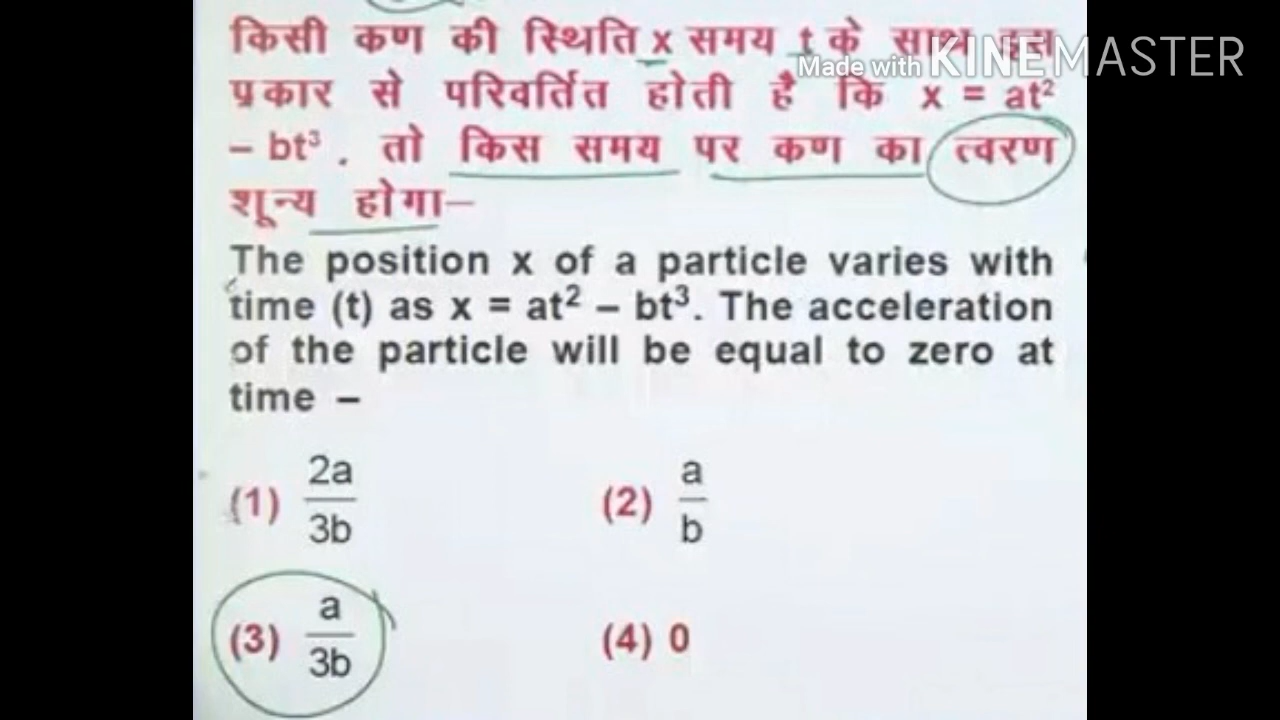 किसी कण की स्थिति x समय t के साथ इस
Made with KINEMASTER
प्रकार से परिवर्तित होती है कि x = at²
– bt³ . तो किस समय पर कण का त्वरण
शून्य होगा–
The position x of a particle varies with
time (t) as x = at² – bt³. The acceleration
of the particle will be equal to zero at
time –
(1) 2a/3b (2) a/b
(3) a/3b (4) 0